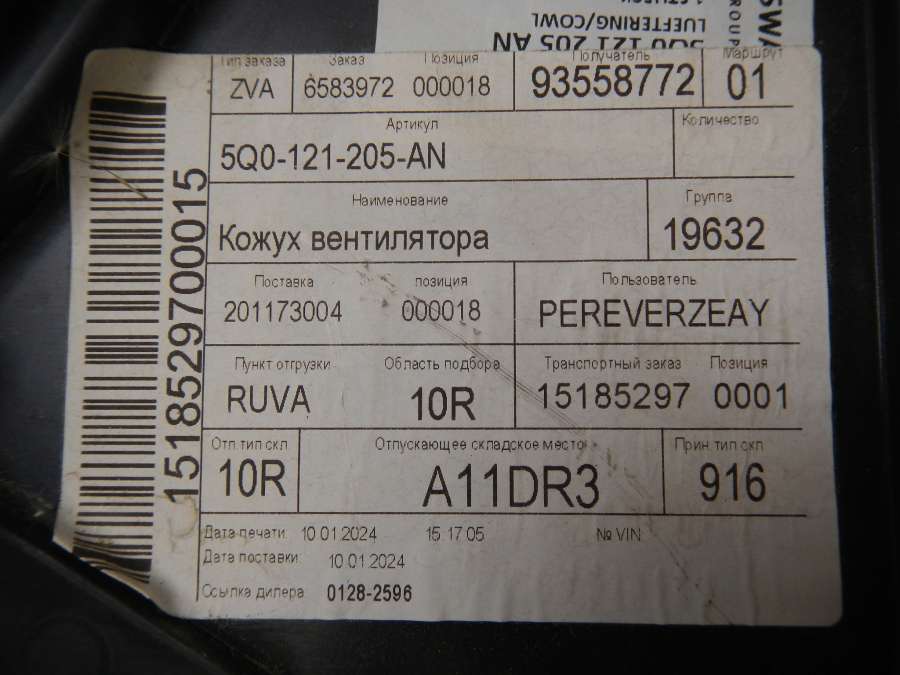 SWA
GROUP
LUEFTERING/COWL
5Q0 121 205 AN
Тип заказа Заказ Позиция Получатель Маршрут
ZVA 6583972 000018 93558772 01
Артикул Количество
5Q0-121-205-AN
Наименование Группа
Кожух вентилятора 19632
Поставка позиция Пользователь
201173004 000018 PEREVERZEAY
Пункт отгрузки Область подбора Транспортный заказ Позиция
RUVA 10R 15185297 0001
Отп тип скл Отпускающее складское место Прин тип скл
10R A11DR3 916
Дата печати: 10.01.2024 15.17.05 № VIN
Дата поставки: 10.01.2024
Ссылка дилера 0128-2596
15185297000015